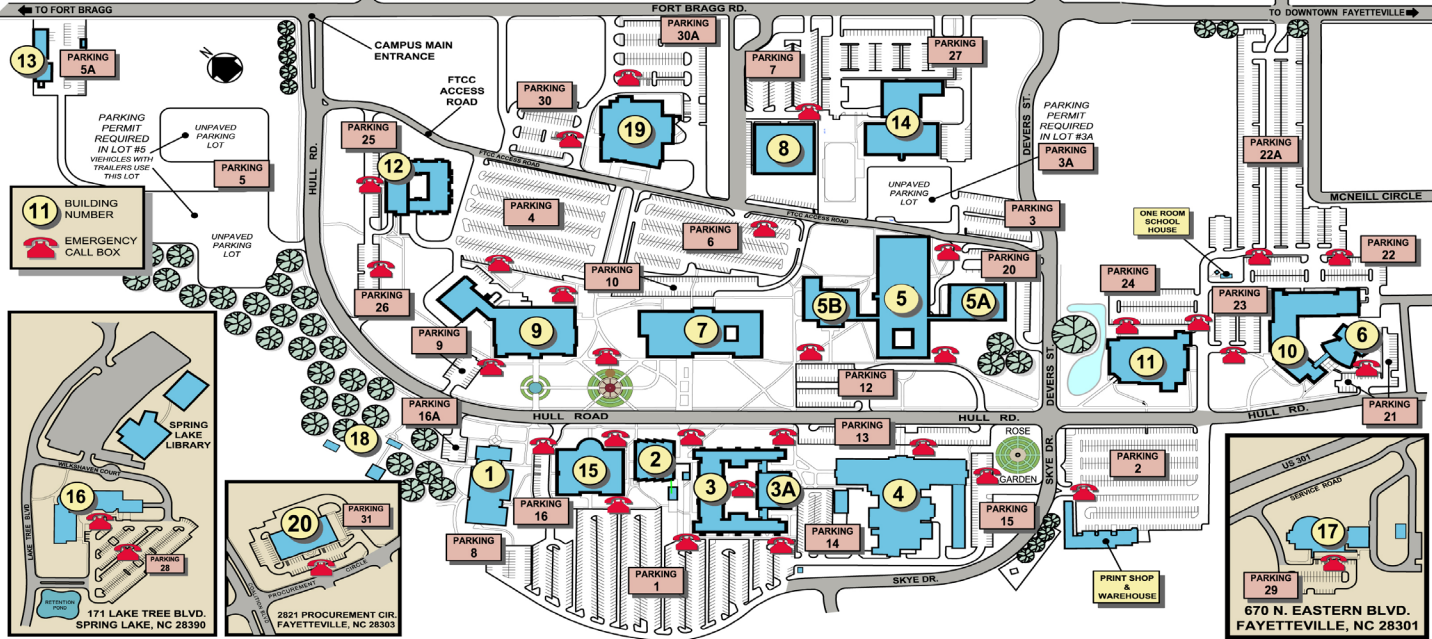 TO FORT BRAGG
FORT BRAGG RD.
TO DOWNTOWN FAYETTEVILLE
13
PARKING
5A
N
CAMPUS MAIN
ENTRANCE
FTCC
ACCESS
ROAD
PARKING
30A
PARKING
7
PARKING
27
PARKING
30
PARKING
PERMIT
REQUIRED
IN LOT #5
VEHICLES WITH
TRAILERS USE
THIS LOT
UNPAVED
PARKING
LOT
PARKING
5
HULL RD.
PARKING
25
12
19
8
14
DEVERS ST.
PARKING
PERMIT
REQUIRED
IN LOT #3A
PARKING
3A
PARKING
22A
FTCC ACCESS ROAD
UNPAVED
PARKING
LOT
MCNEILL CIRCLE
11
BUILDING
NUMBER
EMERGENCY
CALL BOX
UNPAVED
PARKING
LOT
PARKING
4
PARKING
6
FTCC ACCESS ROAD
PARKING
3
ONE ROOM
SCHOOL
HOUSE
PARKING
22
PARKING
20
PARKING
10
PARKING
24
PARKING
23
PARKING
26
5B
5
5A
9
7
PARKING
9
11
10
6
DEVERS ST.
PARKING
12
PARKING
21
PARKING
16A
HULL ROAD
HULL RD.
HULL RD.
SPRING
LAKE
LIBRARY
18
PARKING
13
ROSE
GARDEN
SKYE DR.
PARKING
2
WILKSHAVER COURT
16
LAKE TREE BLVD
PARKING
28
RETENTION
POND
171 LAKE TREE BLVD.
SPRING LAKE, NC 28390
20
PARKING
31
PROCUREMENT CIRCLE
2821 PROCUREMENT CIR.
FAYETTEVILLE, NC 28303
1
15
2
3
3A
4
PARKING
16
PARKING
8
PARKING
1
PARKING
14
PARKING
15
SKYE DR.
PRINT SHOP
&
WAREHOUSE
US 301
SERVICE ROAD
17
PARKING
29
670 N. EASTERN BLVD.
FAYETTEVILLE, NC 28301